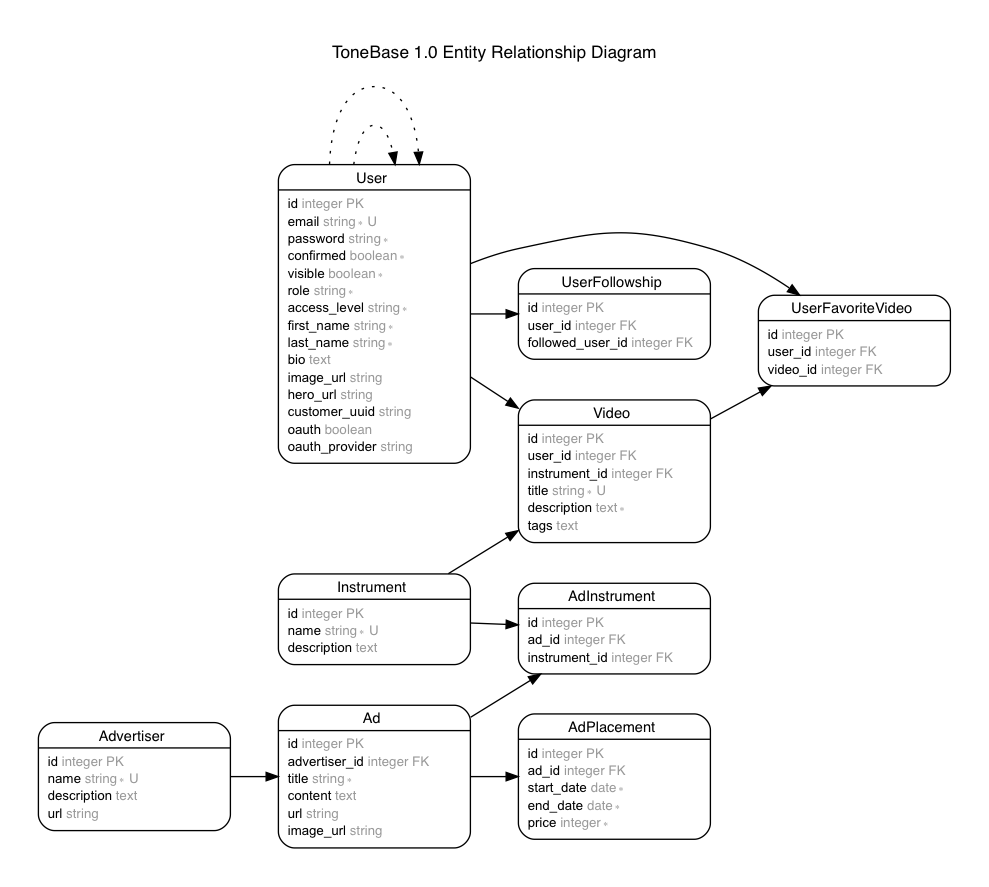 ToneBase 1.0 Entity Relationship Diagram
User
id integer PK
email string * U
password string *
confirmed boolean *
visible boolean *
role string *
access_level string *
first_name string *
last_name string *
bio text
image_url string
hero_url string
customer_uuid string
oauth boolean
oauth_provider string
UserFollowship
id integer PK
user_id integer FK
followed_user_id integer FK
UserFavoriteVideo
id integer PK
user_id integer FK
video_id integer FK
Video
id integer PK
user_id integer FK
instrument_id integer FK
title string * U
description text *
tags text
Instrument
id integer PK
name string * U
description text
AdInstrument
id integer PK
ad_id integer FK
instrument_id integer FK
Advertiser
id integer PK
name string * U
description text
url string
Ad
id integer PK
advertiser_id integer FK
title string *
content text
url string
image_url string
AdPlacement
id integer PK
ad_id integer FK
start_date date *
end_date date *
price integer *